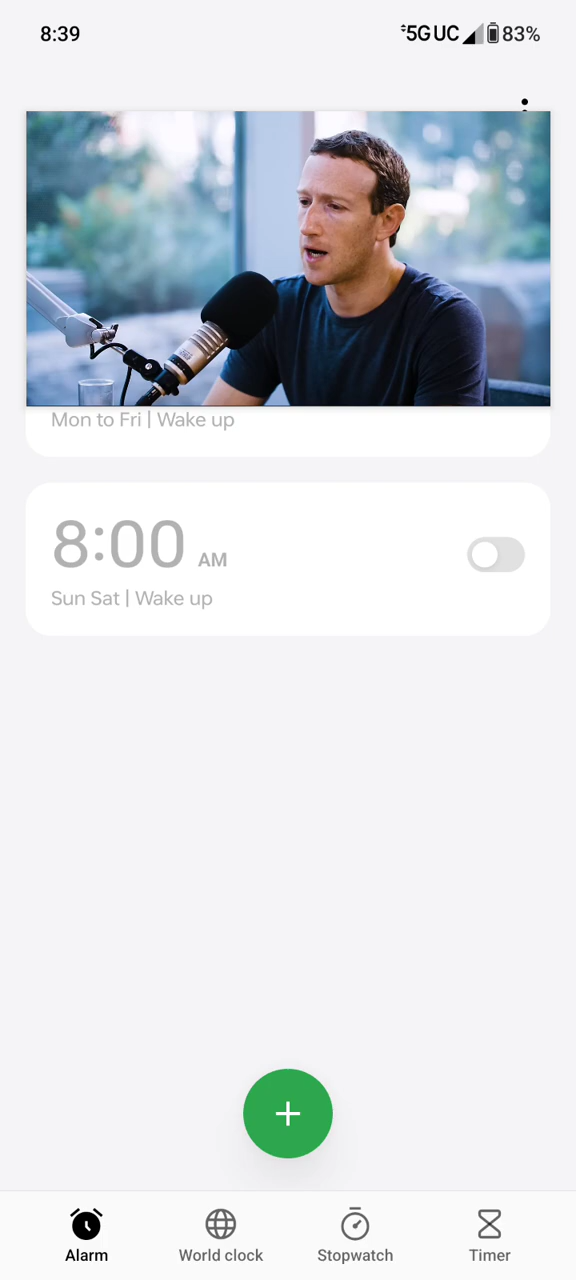 8:39
5G UC
83%
Mon to Fri | Wake up
8:00 AM
Sun Sat | Wake up
Alarm
World clock
Stopwatch
Timer